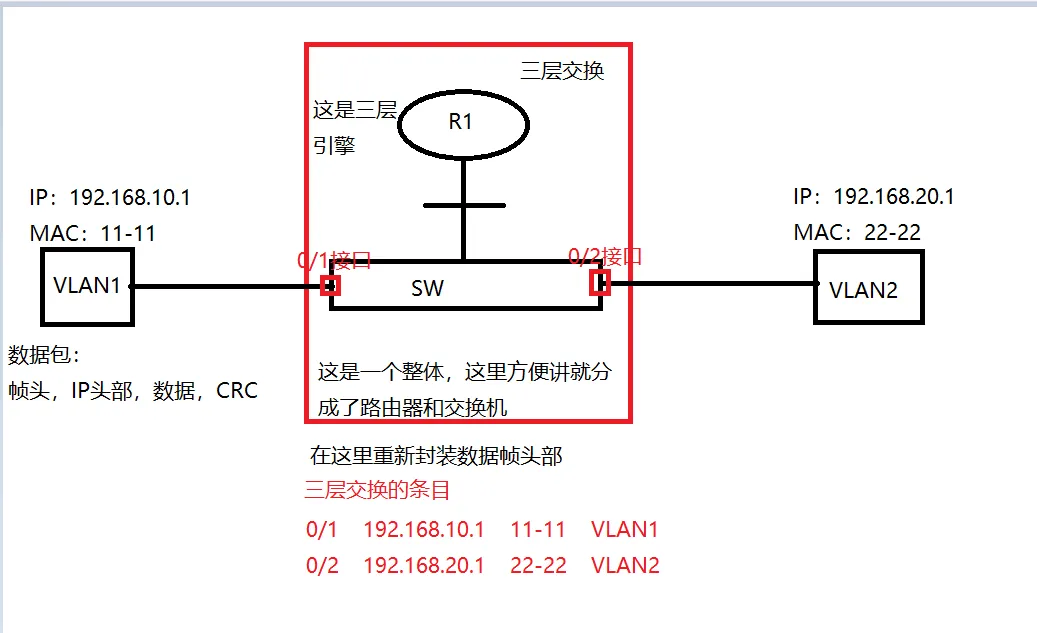 三层交换
这是三层
引擎
R1
IP：192.168.10.1
MAC：11-11
IP：192.168.20.1
MAC：22-22
0/1接口
0/2接口
VLAN1
SW
VLAN2
数据包：
帧头，IP头部，数据，CRC
这是一个整体，这里方便讲就分
成了路由器和交换机
在这里重新封装数据帧头部
三层交换的条目
0/1 192.168.10.1 11-11 VLAN1
0/2 192.168.20.1 22-22 VLAN2